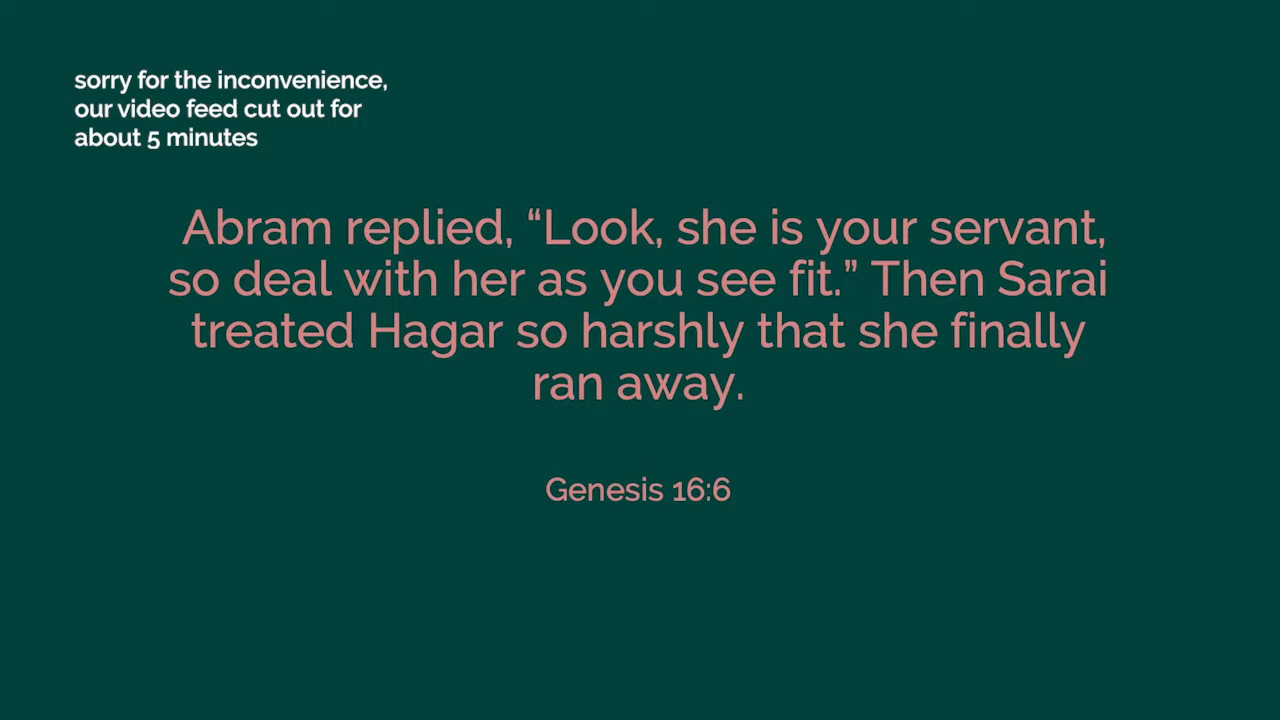 sorry for the inconvenience,
our video feed cut out for
about 5 minutes
Abram replied, “Look, she is your servant,
so deal with her as you see fit.” Then Sarai
treated Hagar so harshly that she finally
ran away.
Genesis 16:6